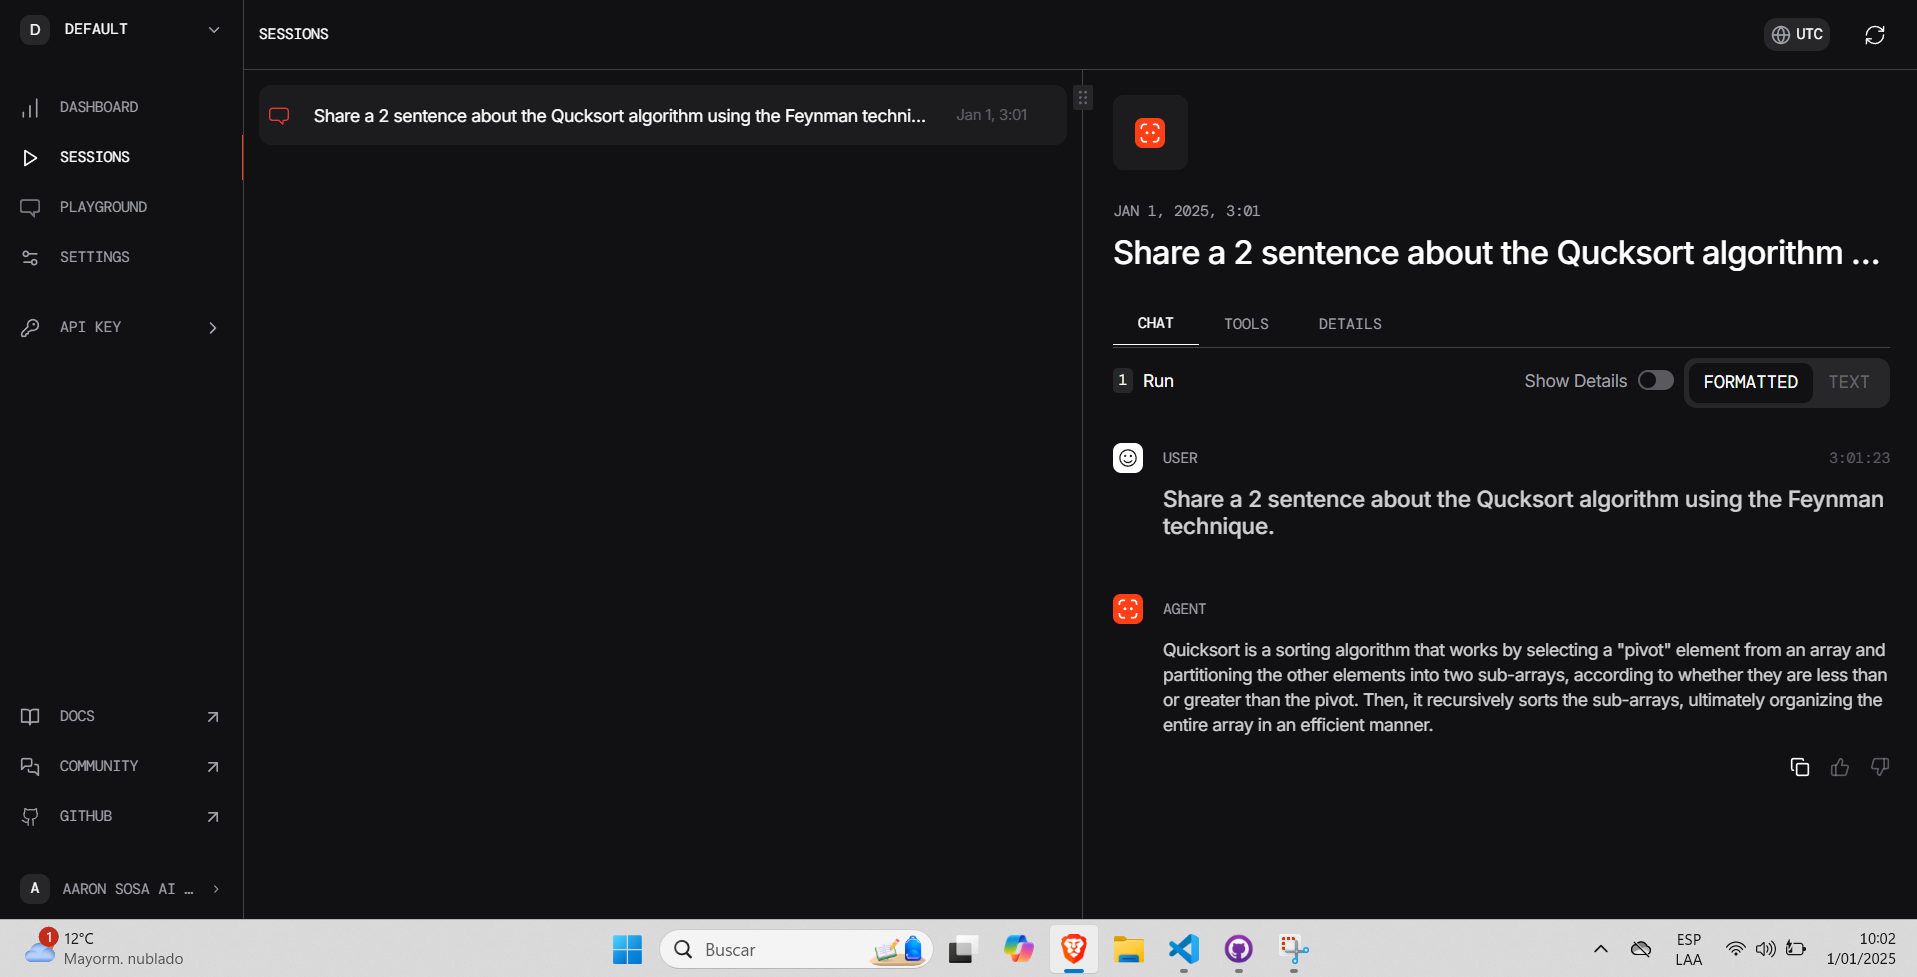 D DEFAULT
DASHBOARD
SESSIONS
PLAYGROUND
SETTINGS
API KEY
DOCS
COMMUNITY
GITHUB
A AARON SOSA AI ...
SESSIONS
UTC
Share a 2 sentence about the Qucksort algorithm using the Feynman techni... Jan 1, 3:01
JAN 1, 2025, 3:01
Share a 2 sentence about the Qucksort algorithm ...
CHAT TOOLS DETAILS
1 Run Show Details FORMATTED TEXT
USER 3:01:23
Share a 2 sentence about the Qucksort algorithm using the Feynman
technique.
AGENT
Quicksort is a sorting algorithm that works by selecting a "pivot" element from an array and
partitioning the other elements into two sub-arrays, according to whether they are less than
or greater than the pivot. Then, it recursively sorts the sub-arrays, ultimately organizing the
entire array in an efficient manner.
1 12°C
Mayorm. nublado
Buscar
ESP
LAA
10:02
1/01/2025